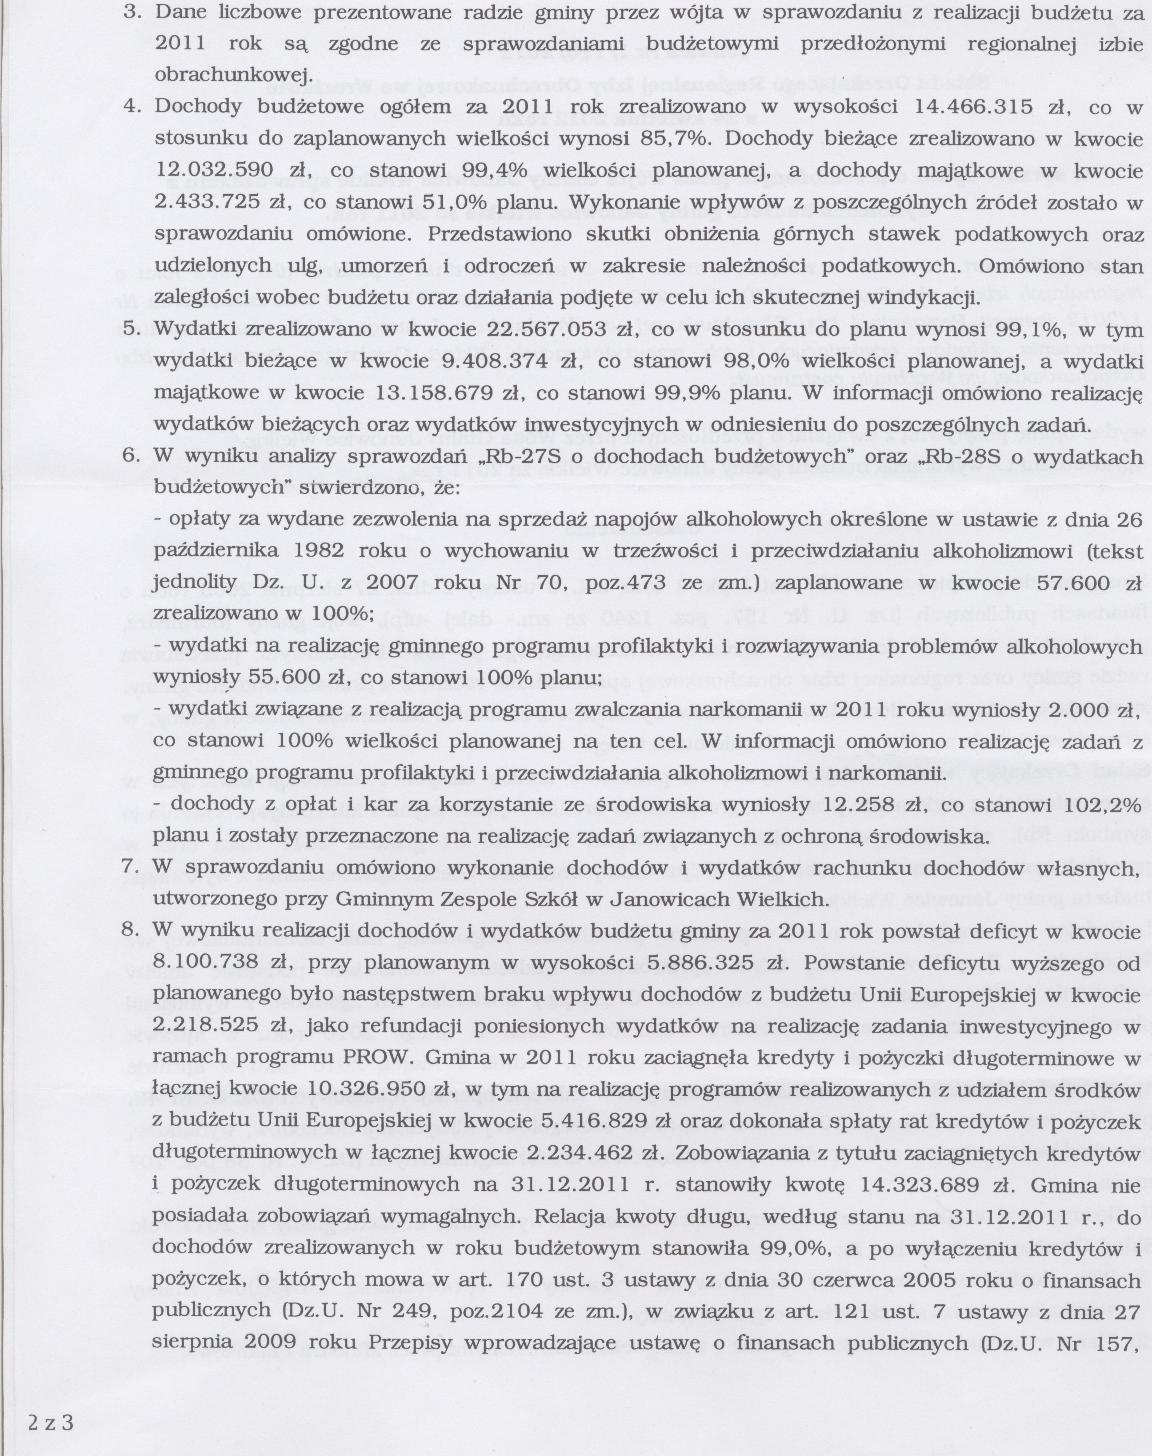 3. Dane liczbowe prezentowane radzie gminy przez wójta w sprawozdaniu z realizacji budżetu za
2011 rok są zgodne ze sprawozdaniami budżetowymi przedłożonymi regionalnej izbie
obrachunkowej.
4. Dochody budżetowe ogółem za 2011 rok zrealizowano w wysokości 14.466.315 zł, co w
stosunku do zaplanowanych wielkości wynosi 85,7%. Dochody bieżące zrealizowano w kwocie
12.032.590 zł, co stanowi 99,4% wielkości planowanej, a dochody majątkowe w kwocie
2.433.725 zł, co stanowi 51,0% planu. Wykonanie wpływów z poszczególnych źródeł zostało w
sprawozdaniu omówione. Przedstawiono skutki obniżenia górnych stawek podatkowych oraz
udzielonych ulg, umorzeń i odroczeń w zakresie należności podatkowych. Omówiono stan
zaległości wobec budżetu oraz działania podjęte w celu ich skutecznej windykacji.
5. Wydatki zrealizowano w kwocie 22.567.053 zł, co w stosunku do planu wynosi 99,1%, w tym
wydatki bieżące w kwocie 9.408.374 zł, co stanowi 98,0% wielkości planowanej, a wydatki
majątkowe w kwocie 13.158.679 zł, co stanowi 99,9% planu. W informacji omówiono realizację
wydatków bieżących oraz wydatków inwestycyjnych w odniesieniu do poszczególnych zadań.
6. W wyniku analizy sprawozdań „Rb-27S o dochodach budżetowych" oraz „Rb-28S o wydatkach
budżetowych" stwierdzono, że:
- opłaty za wydane zezwolenia na sprzedaż napojów alkoholowych określone w ustawie z dnia 26
października 1982 roku o wychowaniu w trzeźwości i przeciwdziałaniu alkoholizmowi (tekst
jednolity Dz. U. z 2007 roku Nr 70, poz.473 ze zm.) zaplanowane w kwocie 57.600 zł
zrealizowano w 100%;
- wydatki na realizację gminnego programu profilaktyki i rozwiązywania problemów alkoholowych
wyniosły 55.600 zł, co stanowi 100% planu;
- wydatki związane z realizacją programu zwalczania narkomanii w 2011 roku wyniosły 2.000 zł,
co stanowi 100% wielkości planowanej na ten cel. W informacji omówiono realizację zadań z
gminnego programu profilaktyki i przeciwdziałania alkoholizmowi i narkomanii.
- dochody z opłat i kar za korzystanie ze środowiska wyniosły 12.258 zł, co stanowi 102,2%
planu i zostały przeznaczone na realizację zadań związanych z ochroną środowiska.
7. W sprawozdaniu omówiono wykonanie dochodów i wydatków rachunku dochodów własnych,
utworzonego przy Gminnym Zespole Szkół w Janowicach Wielkich.
8. W wyniku realizacji dochodów i wydatków budżetu gminy za 2011 rok powstał deficyt w kwocie
8.100.738 zł, przy planowanym w wysokości 5.886.325 zł. Powstanie deficytu wyższego od
planowanego było następstwem braku wpływu dochodów z budżetu Unii Europejskiej w kwocie
2.218.525 zł, jako refundacji poniesionych wydatków na realizację zadania inwestycyjnego w
ramach programu PROW. Gmina w 2011 roku zaciągnęła kredyty i pożyczki długoterminowe w
łącznej kwocie 10.326.950 zł, w tym na realizację programów realizowanych z udziałem środków
z budżetu Unii Europejskiej w kwocie 5.416.829 zł oraz dokonała spłaty rat kredytów i pożyczek
długoterminowych w łącznej kwocie 2.234.462 zł. Zobowiązania z tytułu zaciągniętych kredytów
i pożyczek długoterminowych na 31.12.2011 r. stanowiły kwotę 14.323.689 zł. Gmina nie
posiadała zobowiązań wymagalnych. Relacja kwoty długu, według stanu na 31.12.2011 r., do
dochodów zrealizowanych w roku budżetowym stanowiła 99,0%, a po wyłączeniu kredytów i
pożyczek, o których mowa w art. 170 ust. 3 ustawy z dnia 30 czerwca 2005 roku o finansach
publicznych (Dz.U. Nr 249, poz.2104 ze zm.), w związku z art. 121 ust. 7 ustawy z dnia 27
sierpnia 2009 roku Przepisy wprowadzające ustawę o finansach publicznych (Dz.U. Nr 157,
2 z 3